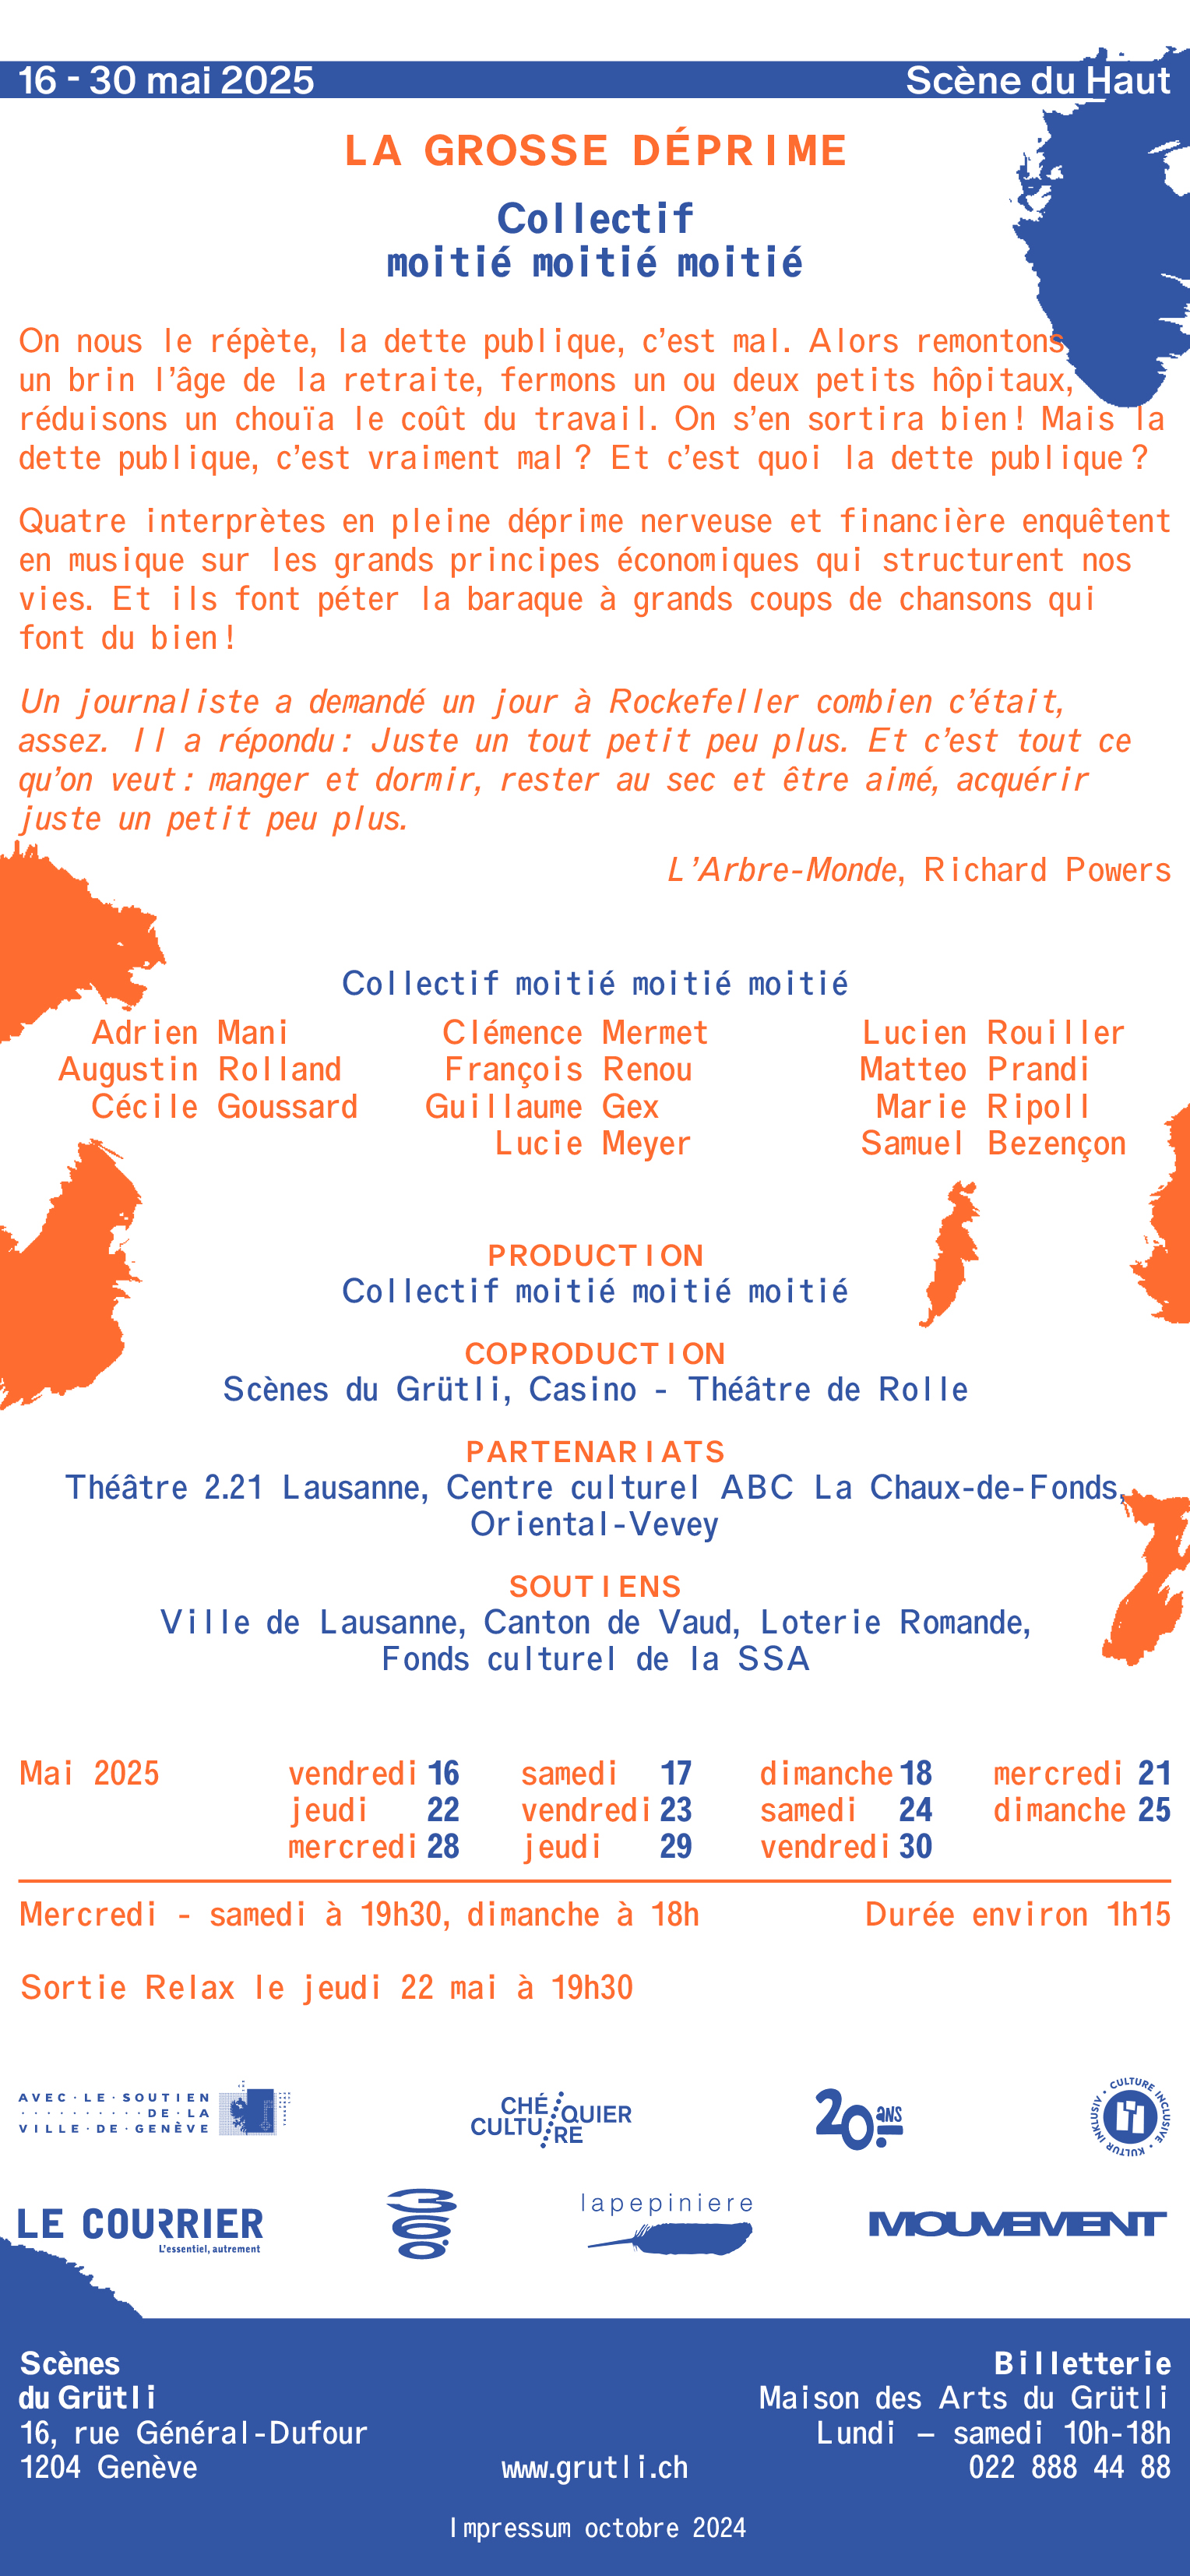 16 - 30 mai 2025 Scène du Haut
LA GROSSE DÉPRIME
Collectif
moitié moitié moitié
On nous le répète, la dette publique, c’est mal. Alors remontons
un brin l’âge de la retraite, fermons un ou deux petits hôpitaux,
réduisons un chouïa le coût du travail. On s’en sortira bien ! Mais la
dette publique, c’est vraiment mal ? Et c’est quoi la dette publique ?
Quatre interprètes en pleine déprime nerveuse et financière enquêtent
en musique sur les grands principes économiques qui structurent nos
vies. Et ils font péter la baraque à grands coups de chansons qui
font du bien !
Un journaliste a demandé un jour à Rockefeller combien c’était,
assez. Il a répondu : Juste un tout petit peu plus. Et c’est tout ce
qu’on veut : manger et dormir, rester au sec et être aimé, acquérir
juste un petit peu plus.
L’Arbre-Monde, Richard Powers
Collectif moitié moitié moitié
Adrien Mani Clémence Mermet Lucien Rouiller
Augustin Rolland François Renou Matteo Prandi
Cécile Goussard Guillaume Gex Marie Ripoll
Lucie Meyer Samuel Bezençon
PRODUCTION
Collectif moitié moitié moitié
COPRODUCTION
Scènes du Grütli, Casino - Théâtre de Rolle
PARTENARIATS
Théâtre 2.21 Lausanne, Centre culturel ABC La Chaux-de-Fonds,
Oriental-Vevey
SOUTIENS
Ville de Lausanne, Canton de Vaud, Loterie Romande,
Fonds culturel de la SSA
Mai 2025 vendredi 16 samedi 17 dimanche 18 mercredi 21
jeudi 22 vendredi 23 samedi 24 dimanche 25
mercredi 28 jeudi 29 vendredi 30
Mercredi - samedi à 19h30, dimanche à 18h Durée environ 1h15
Sortie Relax le jeudi 22 mai à 19h30
AVEC·LE·SOUTIEN
DE·LA
VILLE·DE·GENÈVE
CHÉQUIER
CULTURE
20 ANS
CULTURE INCLUSIVE • KULTUR INKLUSIV •
LE COURRIER
L’essentiel, autrement
360°
lapepiniere
MOUVEMENT
Scènes Billetterie
du Grütli Maison des Arts du Grütli
16, rue Général-Dufour Lundi – samedi 10h-18h
1204 Genève www.grutli.ch 022 888 44 88
Impressum octobre 2024